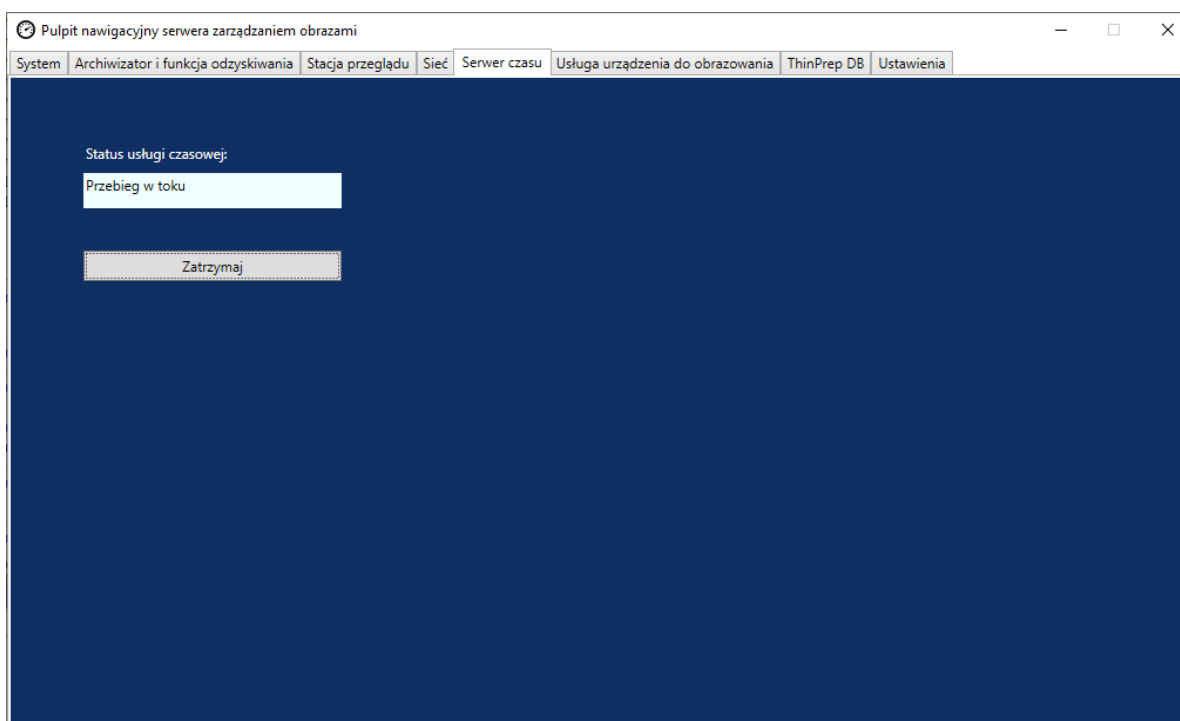 Pulpit nawigacyjny serwera zarządzaniem obrazami
System Archiwizator i funkcja odzyskiwania Stacja przeglądu Sieć Serwer czasu Usługa urządzenia do obrazowania ThinPrep DB Ustawienia
Status usługi czasowej:
Przebieg w toku
Zatrzymaj